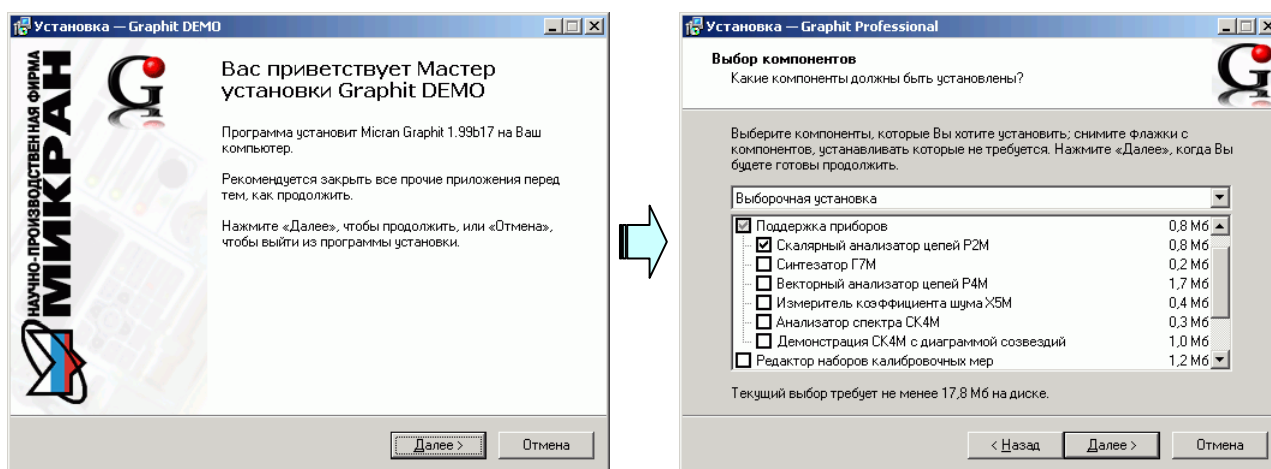 Установка — Graphit DEMO
НАУЧНО-ПРОИЗВОДСТВЕННАЯ ФИРМА
МИКРАН
G
Вас приветствует Мастер
установки Graphit DEMO
Программа установит Micran Graphit 1.99b17 на Ваш
компьютер.
Рекомендуется закрыть все прочие приложения перед
тем, как продолжить.
Нажмите «Далее», чтобы продолжить, или «Отмена»,
чтобы выйти из программы установки.
Далее >
Отмена
Установка — Graphit Professional
Выбор компонентов
Какие компоненты должны быть установлены?
G
Выберите компоненты, которые Вы хотите установить; снимите флажки с
компонентов, устанавливать которые не требуется. Нажмите «Далее», когда Вы
будете готовы продолжить.
Выборочная установка
Поддержка приборов 0,8 Мб
Скалярный анализатор цепей Р2М 0,8 Мб
Синтезатор Г7М 0,2 Мб
Векторный анализатор цепей Р4М 1,7 Мб
Измеритель коэффициента шума Х5М 0,4 Мб
Анализатор спектра СК4М 0,3 Мб
Демонстрация СК4М с диаграммой созвездий 1,0 Мб
Редактор наборов калибровочных мер 1,2 Мб
Текущий выбор требует не менее 17,8 Мб на диске.
< Назад
Далее >
Отмена